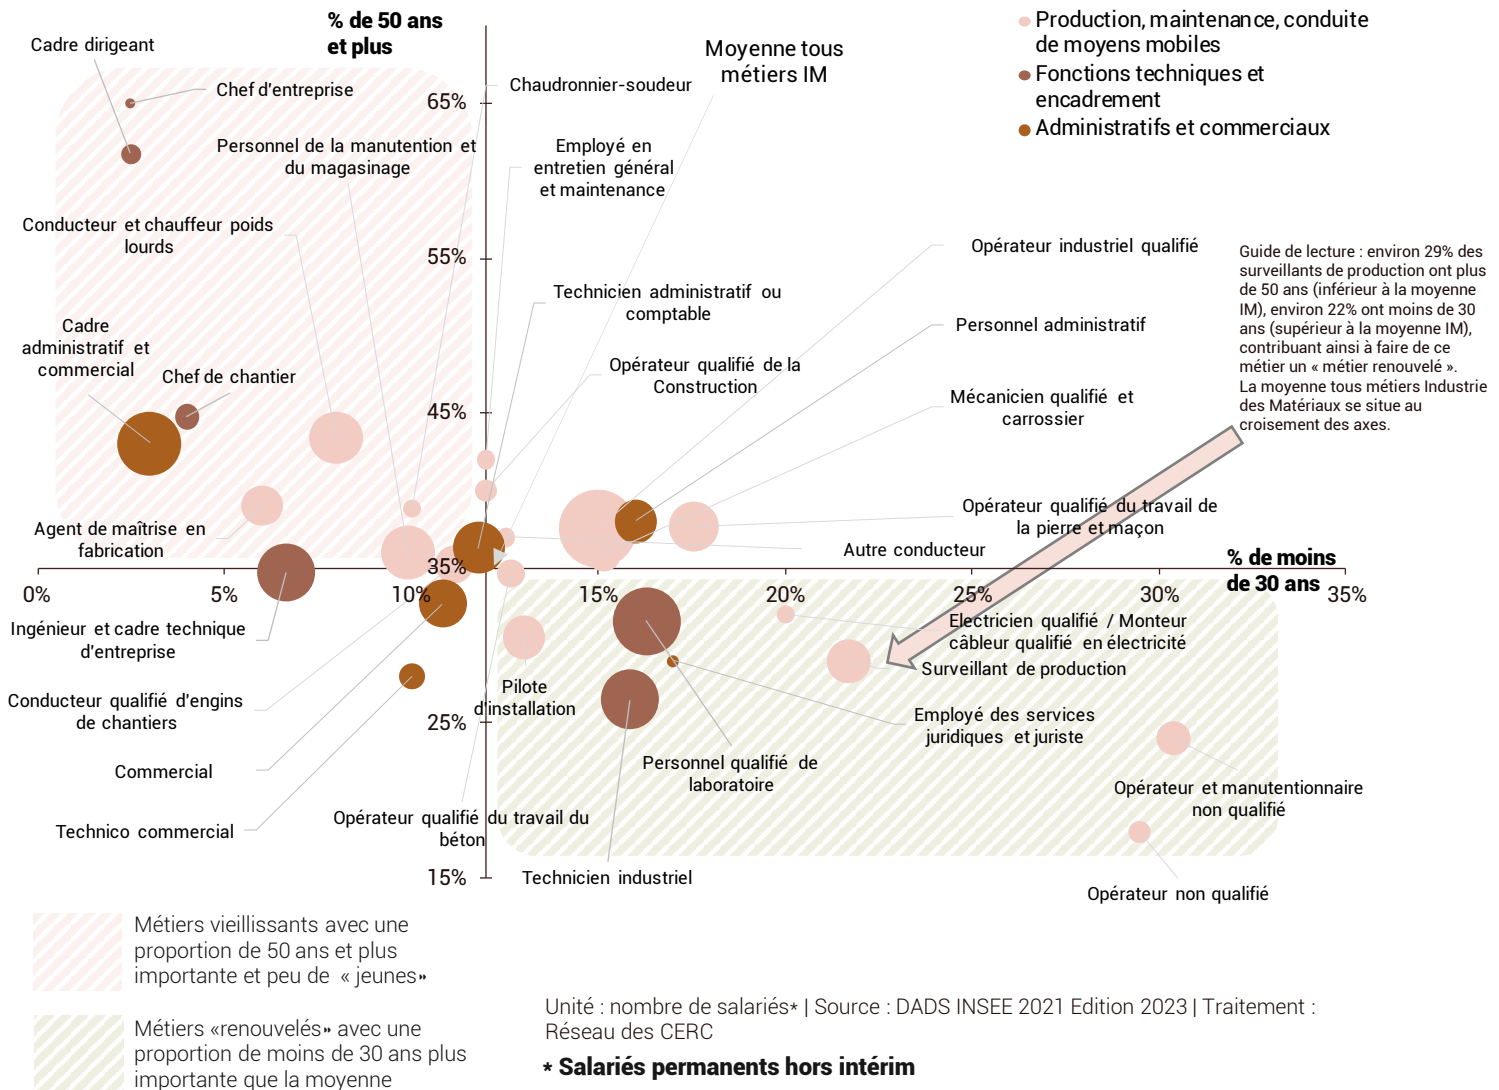 % de 50 ans
et plus
Cadre dirigeant
Chef d'entreprise
Personnel de la manutention et
du magasinage
Conducteur et chauffeur poids
lourds
Cadre
administratif et
commercial
Chef de chantier
Agent de maîtrise en
fabrication
Ingénieur et cadre technique
d'entreprise
Conducteur qualifié d'engins
de chantiers
Commercial
Technico commercial
65%
55%
45%
35%
25%
15%
Chaudronnier-soudeur
Moyenne tous
métiers IM
Employé en
entretien général
et maintenance
Technicien administratif ou
comptable
Opérateur qualifié de la
Construction
Opérateur industriel qualifié
Personnel administratif
Mécanicien qualifié et
carrossier
Opérateur qualifié du travail de
la pierre et maçon
Autre conducteur
Production, maintenance, conduite
de moyens mobiles
Fonctions techniques et
encadrement
Administratifs et commerciaux
Guide de lecture : environ 29% des
surveillants de production ont plus
de 50 ans (inférieur à la moyenne
IM), environ 22% ont moins de 30
ans (supérieur à la moyenne IM),
contribuant ainsi à faire de ce
métier un « métier renouvelé ».
La moyenne tous métiers Industrie
des Matériaux se situe au
croisement des axes.
% de moins
de 30 ans
0%
5%
10%
15%
20%
25%
30%
35%
Electricien qualifié / Monteur
câbleur qualifié en électricité
Surveillant de production
Pilote
d'installation
Employé des services
juridiques et juriste
Personnel qualifié de
laboratoire
Opérateur et manutentionnaire
non qualifié
Opérateur qualifié du travail du
béton
Technicien industriel
Opérateur non qualifié
Métiers vieillissants avec une
proportion de 50 ans et plus
importante et peu de « jeunes»
Métiers «renouvelés» avec une
proportion de moins de 30 ans plus
importante que la moyenne
Unité : nombre de salariés* | Source : DADS INSEE 2021 Edition 2023 | Traitement :
Réseau des CERC
* Salariés permanents hors intérim